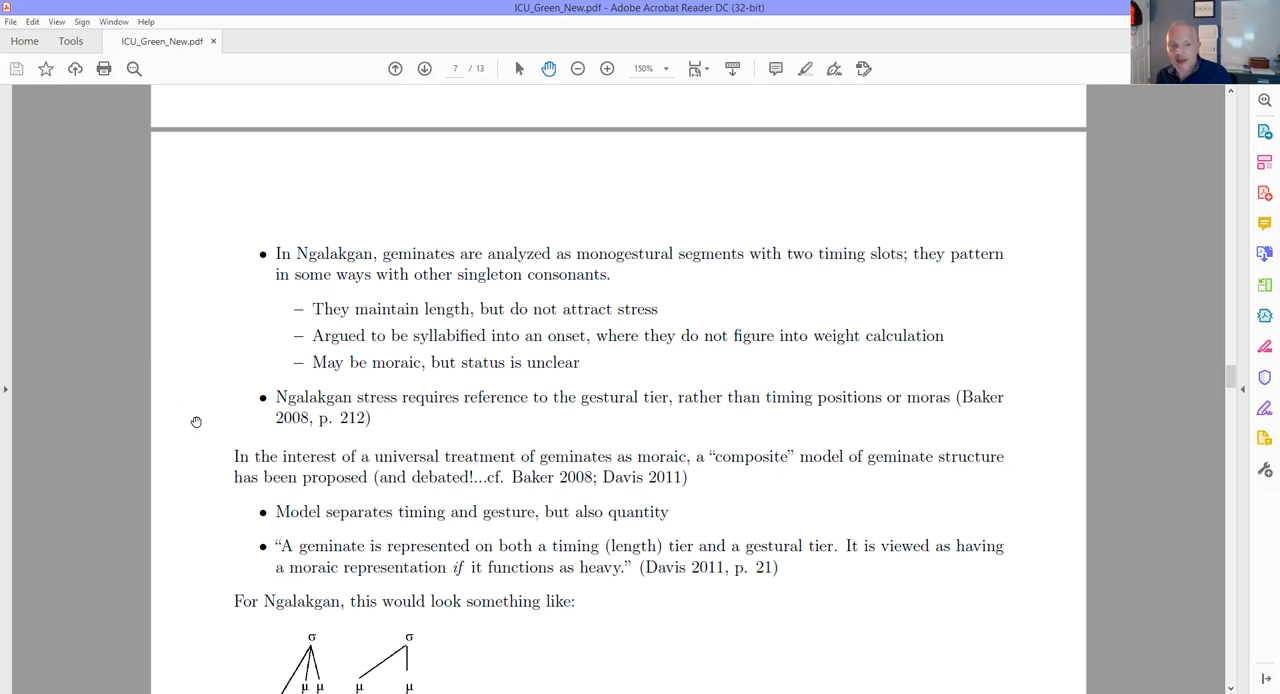 ICU_Green_New.pdf - Adobe Acrobat Reader DC (32-bit)
File Edit View Sign Window Help
Home Tools ICU_Green_New.pdf ×
7 / 13 150%
• In Ngalakgan, geminates are analyzed as monogestural segments with two timing slots; they pattern
in some ways with other singleton consonants.
– They maintain length, but do not attract stress
– Argued to be syllabified into an onset, where they do not figure into weight calculation
– May be moraic, but status is unclear
• Ngalakgan stress requires reference to the gestural tier, rather than timing positions or moras (Baker
2008, p. 212)
In the interest of a universal treatment of geminates as moraic, a “composite” model of geminate structure
has been proposed (and debated!...cf. Baker 2008; Davis 2011)
• Model separates timing and gesture, but also quantity
• “A geminate is represented on both a timing (length) tier and a gestural tier. It is viewed as having
a moraic representation if it functions as heavy.” (Davis 2011, p. 21)
For Ngalakgan, this would look something like:
σ σ
μ μ μ μ